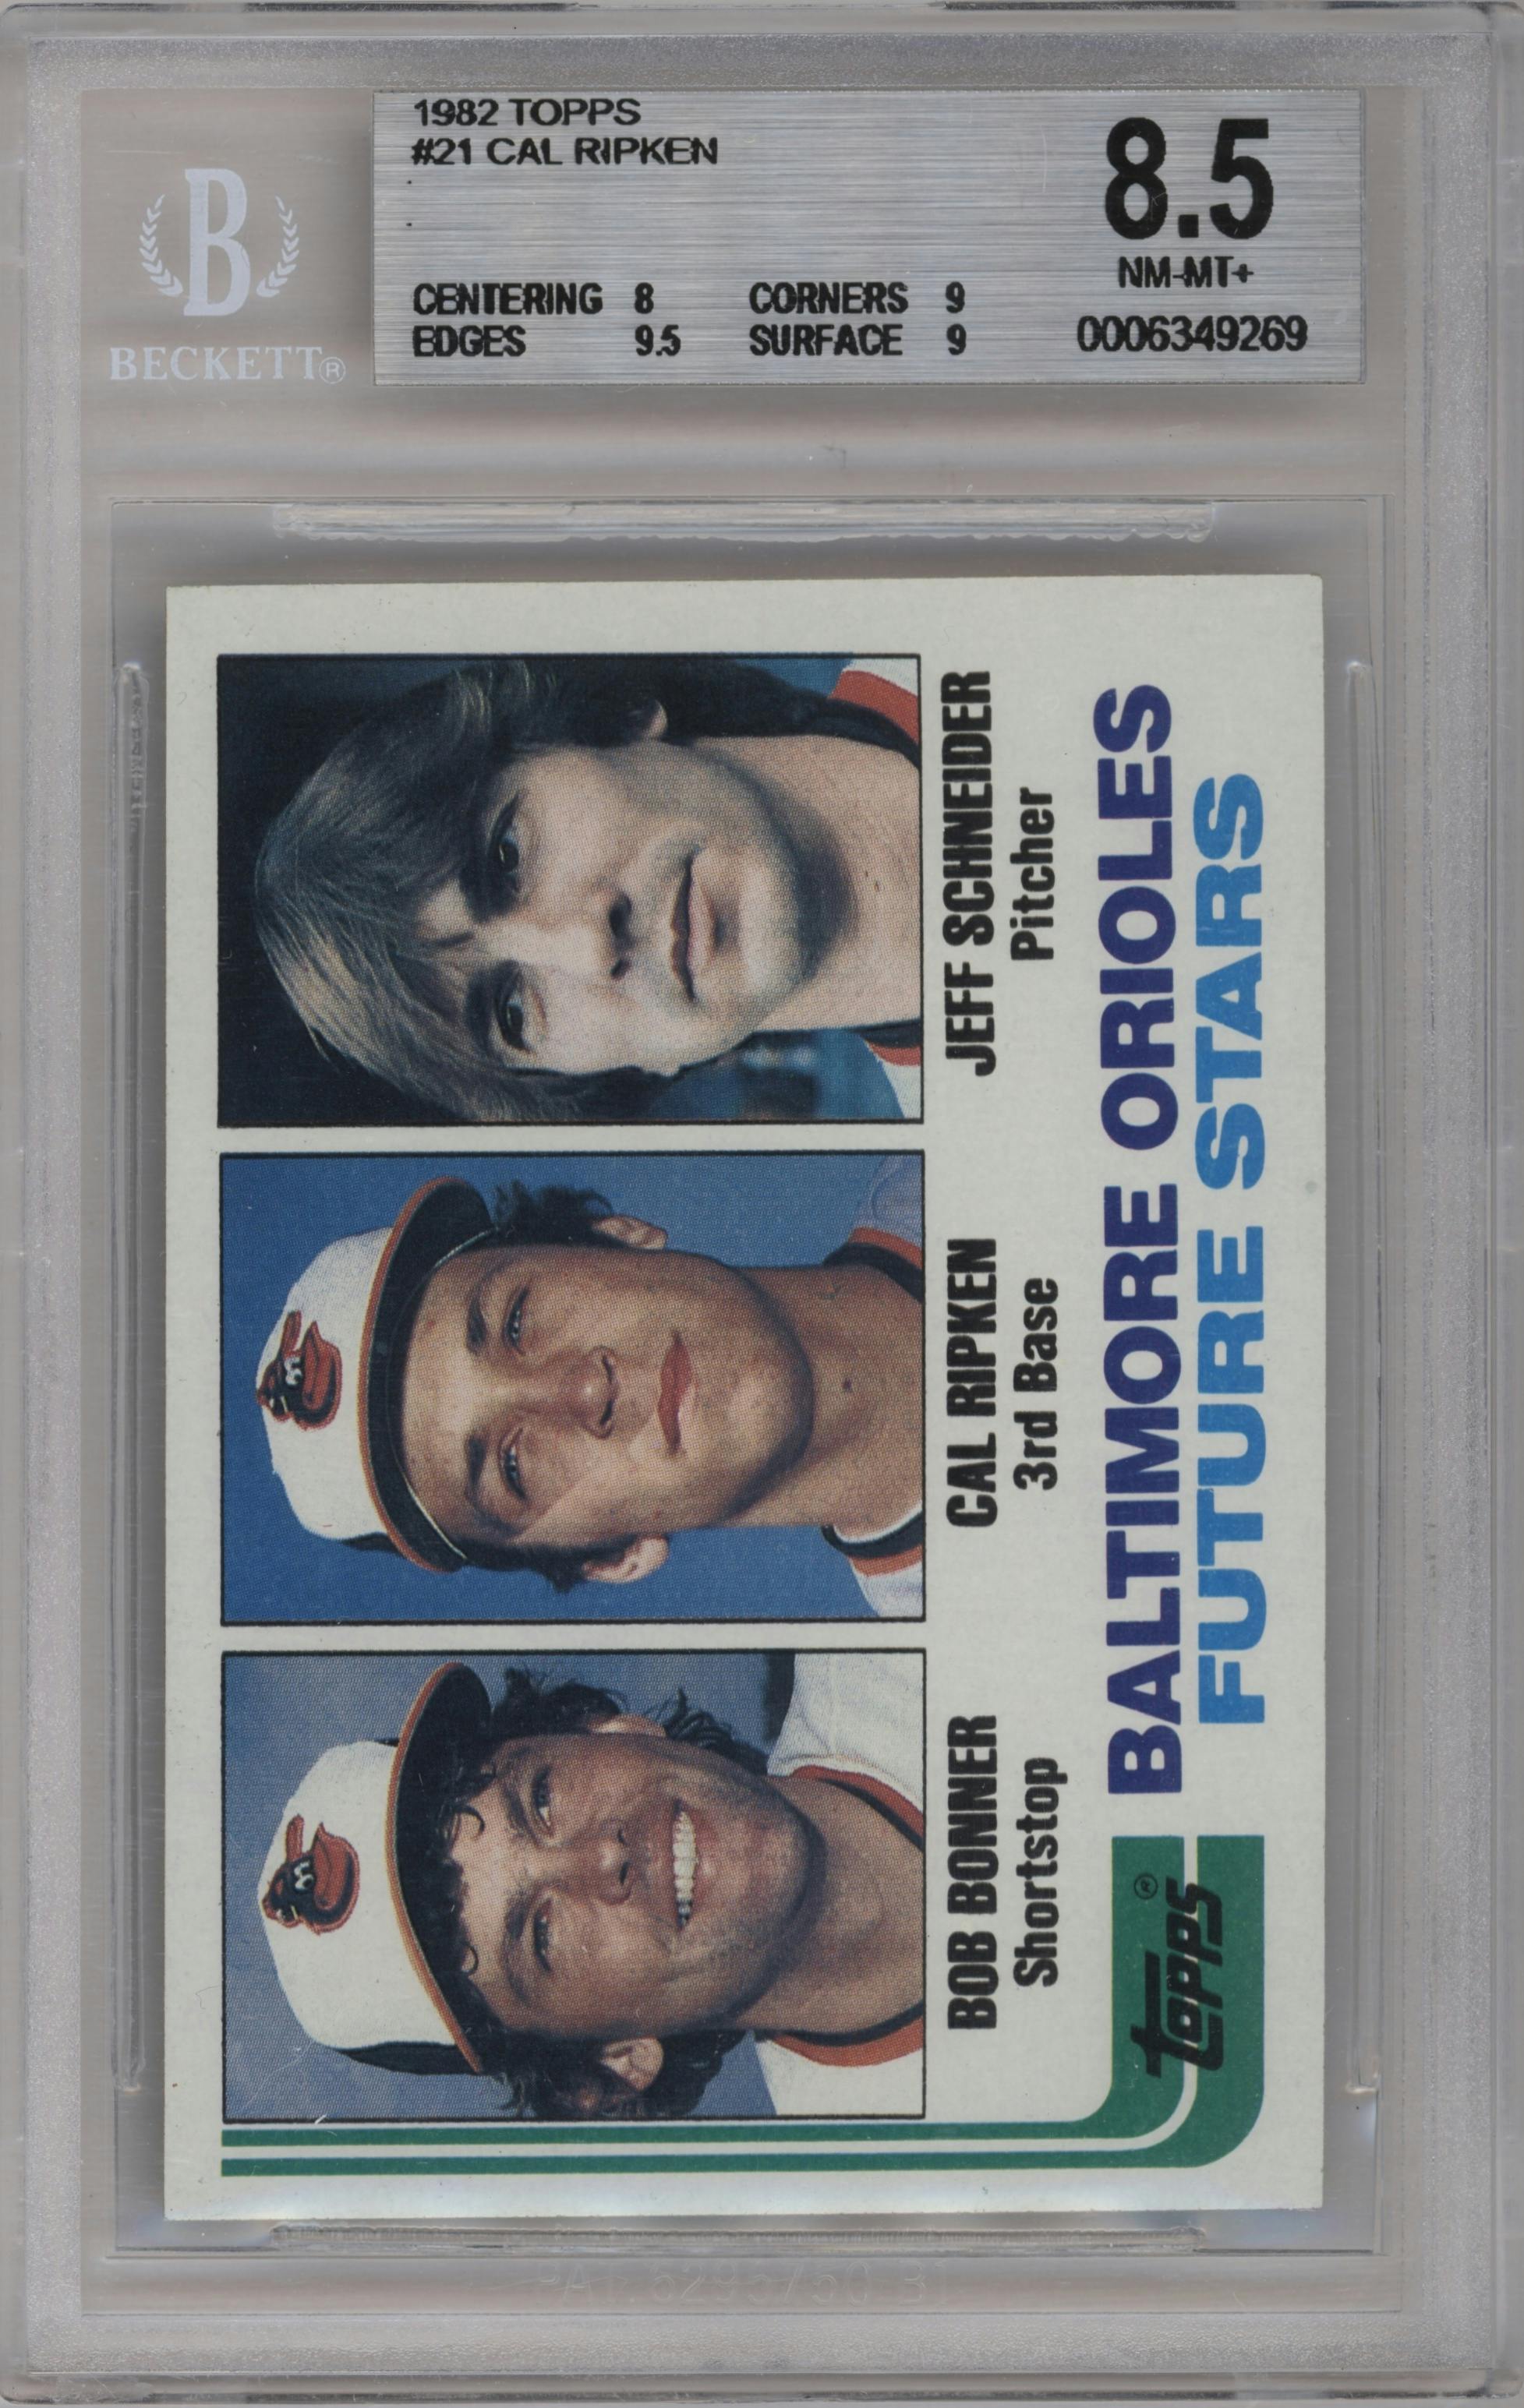 1982 TOPPS
#21 CAL RIPKEN
.
.
8.5
NM-MT+
CENTERING 8 CORNERS 9
EDGES 9.5 SURFACE 9
0006349269
B
BECKETT®
BOB BONNER
Shortstop
CAL RIPKEN
3rd Base
JEFF SCHNEIDER
Pitcher
BALTIMORE ORIOLES
FUTURE STARS
topps®